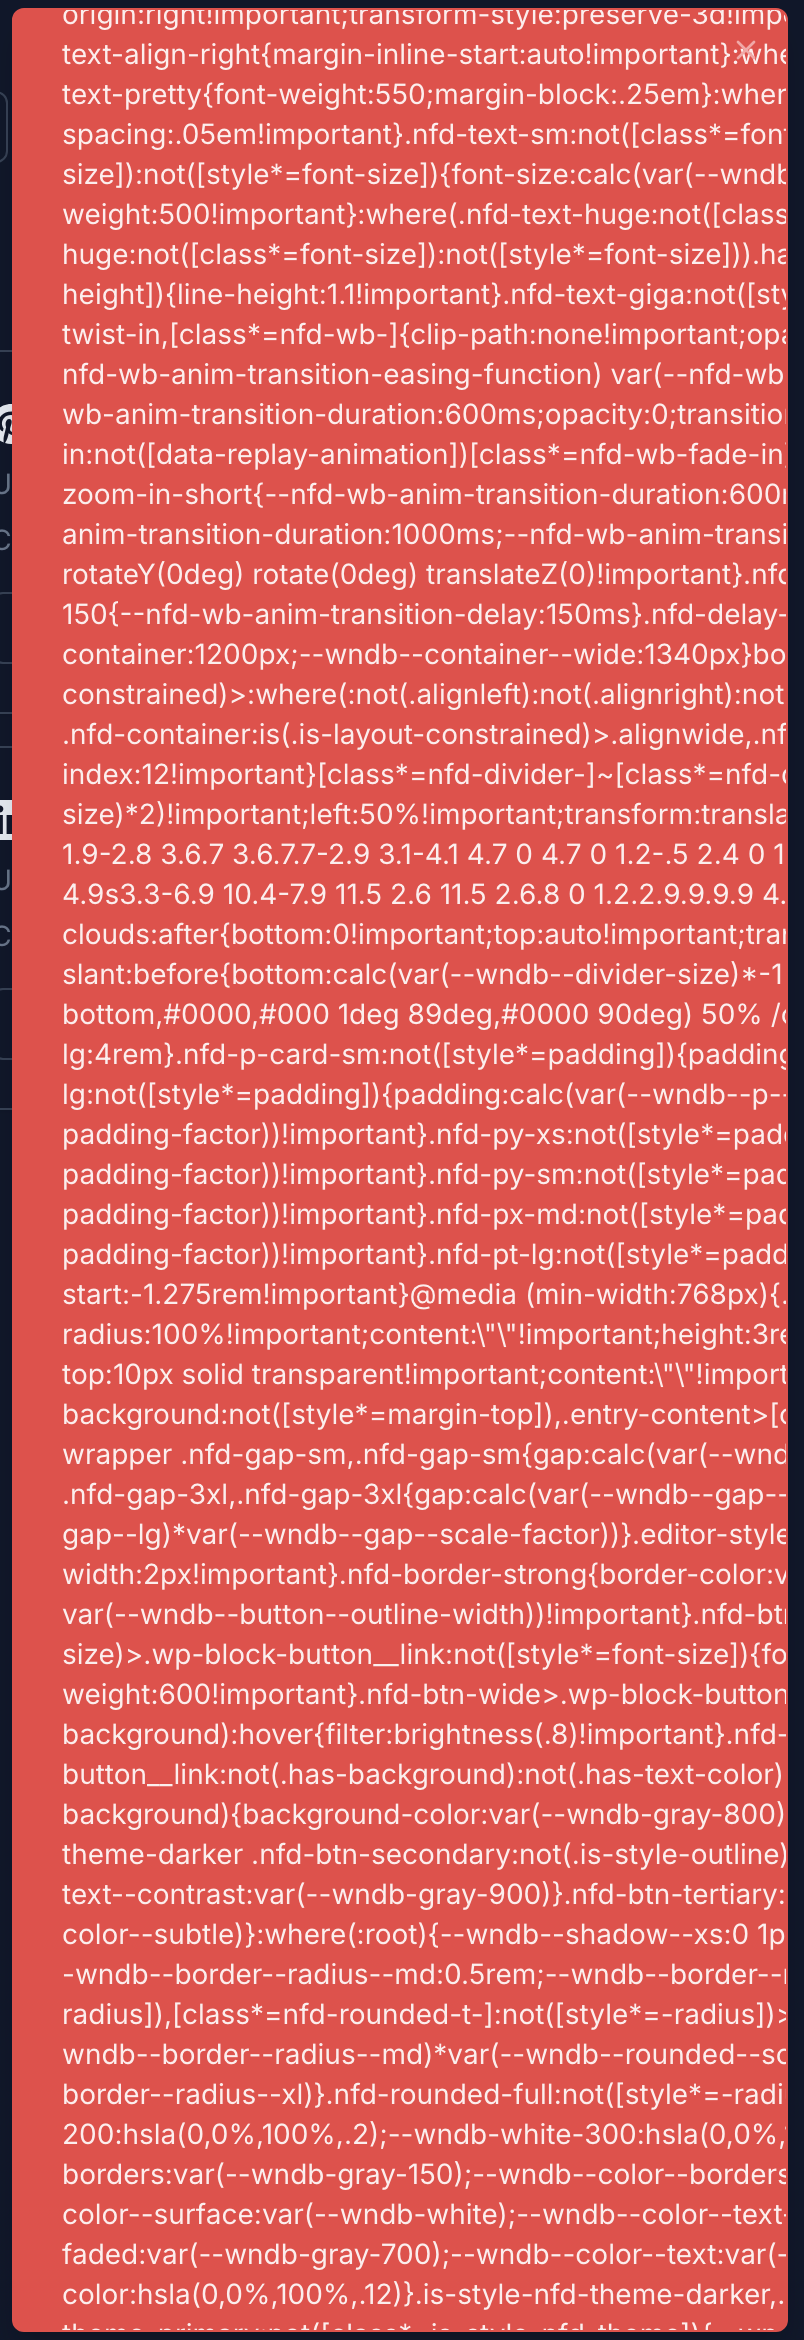 origin:right!important;transform-style:preserve-3d!imp
text-align-right{margin-inline-start:auto!important}:whe
text-pretty{font-weight:550;margin-block:.25em}:wher
spacing:.05em!important}.nfd-text-sm:not([class*=font
size]):not([style*=font-size]){font-size:calc(var(--wndb
weight:500!important}:where(.nfd-text-huge:not([class
huge:not([class*=font-size]):not([style*=font-size])).ha
height]){line-height:1.1!important}.nfd-text-giga:not([sty
twist-in,[class*=nfd-wb-]{clip-path:none!important;opa
nfd-wb-anim-transition-easing-function) var(--nfd-wb
wb-anim-transition-duration:600ms;opacity:0;transition
in:not([data-replay-animation])[class*=nfd-wb-fade-in]
zoom-in-short{--nfd-wb-anim-transition-duration:600m
anim-transition-duration:1000ms;--nfd-wb-anim-transi
rotateY(0deg) rotate(0deg) translateZ(0)!important}.nfd
150{--nfd-wb-anim-transition-delay:150ms}.nfd-delay-
container:1200px;--wndb--container--wide:1340px}bo
constrained)>:where(:not(.alignleft):not(.alignright):not
.nfd-container:is(.is-layout-constrained)>.alignwide,.nf
index:12!important}[class*=nfd-divider-]~[class*=nfd-d
size)*2)!important;left:50%!important;transform:transla
1.9-2.8 3.6.7 3.6.7.7-2.9 3.1-4.1 4.7 0 4.7 0 1.2-.5 2.4 0 1
4.9s3.3-6.9 10.4-7.9 11.5 2.6 11.5 2.6.8 0 1.2.2.9.9.9.9 4.
clouds:after{bottom:0!important;top:auto!important;tran
slant:before{bottom:calc(var(--wndb--divider-size)*-1
bottom,#0000,#000 1deg 89deg,#0000 90deg) 50% /c
lg:4rem}.nfd-p-card-sm:not([style*=padding]){padding
lg:not([style*=padding]){padding:calc(var(--wndb--p--
padding-factor))!important}.nfd-py-xs:not([style*=pad
padding-factor))!important}.nfd-py-sm:not([style*=pad
padding-factor))!important}.nfd-px-md:not([style*=pad
padding-factor))!important}.nfd-pt-lg:not([style*=padd
start:-1.275rem!important}@media (min-width:768px){.
radius:100%!important;content:\"\"!important;height:3re
top:10px solid transparent!important;content:\"\"!import
background:not([style*=margin-top]),.entry-content>[c
wrapper .nfd-gap-sm,.nfd-gap-sm{gap:calc(var(--wnd
.nfd-gap-3xl,.nfd-gap-3xl{gap:calc(var(--wndb--gap--
gap--lg)*var(--wndb--gap--scale-factor))}.editor-style
width:2px!important}.nfd-border-strong{border-color:v
var(--wndb--button--outline-width))!important}.nfd-btn
size)>.wp-block-button__link:not([style*=font-size]){fo
weight:600!important}.nfd-btn-wide>.wp-block-button
background):hover{filter:brightness(.8)!important}.nfd-
button__link:not(.has-background):not(.has-text-color)
background){background-color:var(--wndb-gray-800)
theme-darker .nfd-btn-secondary:not(.is-style-outline)
text--contrast:var(--wndb-gray-900)}.nfd-btn-tertiary:
color--subtle)}:where(:root){--wndb--shadow--xs:0 1p
-wndb--border--radius--md:0.5rem;--wndb--border--r
radius]),[class*=nfd-rounded-t-]:not([style*=-radius])>
wndb--border--radius--md)*var(--wndb--rounded--sc
border--radius--xl)}.nfd-rounded-full:not([style*=-radi
200:hsla(0,0%,100%,.2);--wndb-white-300:hsla(0,0%,
borders:var(--wndb-gray-150);--wndb--color--borders
color--surface:var(--wndb-white);--wndb--color--text-
faded:var(--wndb-gray-700);--wndb--color--text:var(-
color:hsla(0,0%,100%,.12)}.is-style-nfd-theme-darker,.